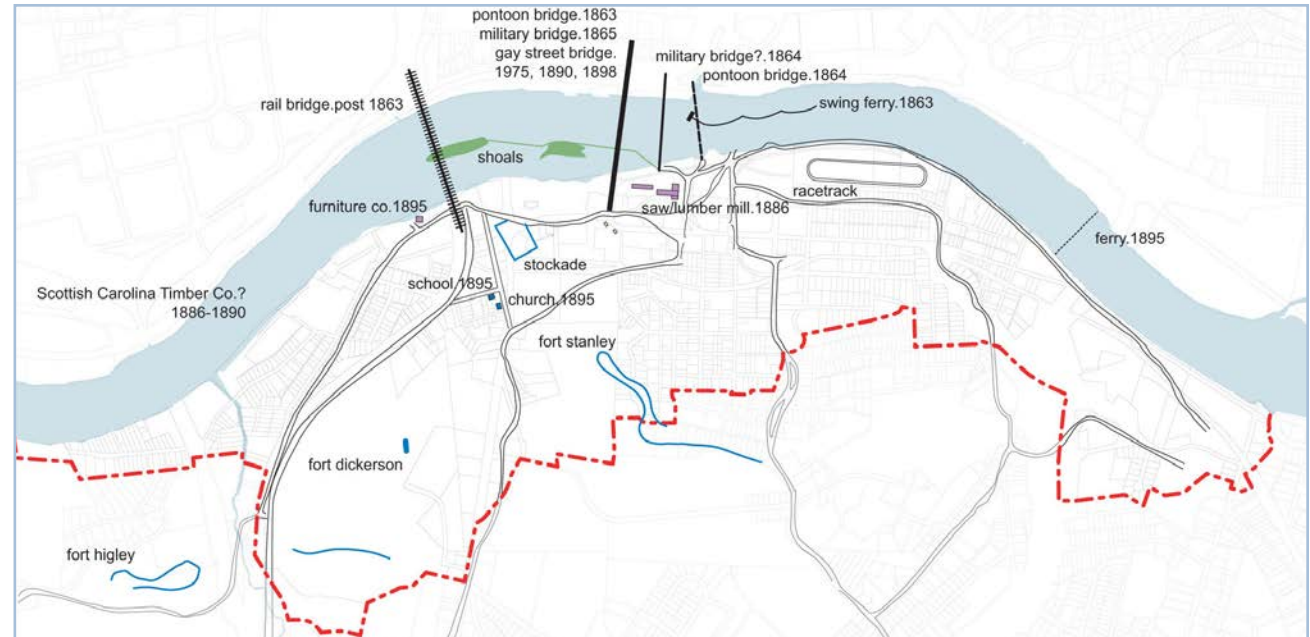 pontoon bridge.1863
military bridge.1865
gay street bridge.
1975, 1890, 1898
military bridge?.1864
pontoon bridge.1864
rail bridge.post 1863
swing ferry.1863
shoals
racetrack
furniture co.1895
saw/lumber mill.1886
ferry.1895
stockade
school.1895
church.1895
Scottish Carolina Timber Co.?
1886-1890
fort stanley
fort dickerson
fort higley